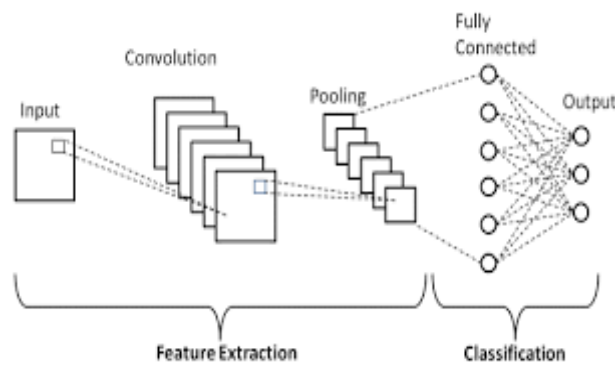 Input
Convolution
Pooling
Fully
Connected
Output
Feature Extraction
Classification